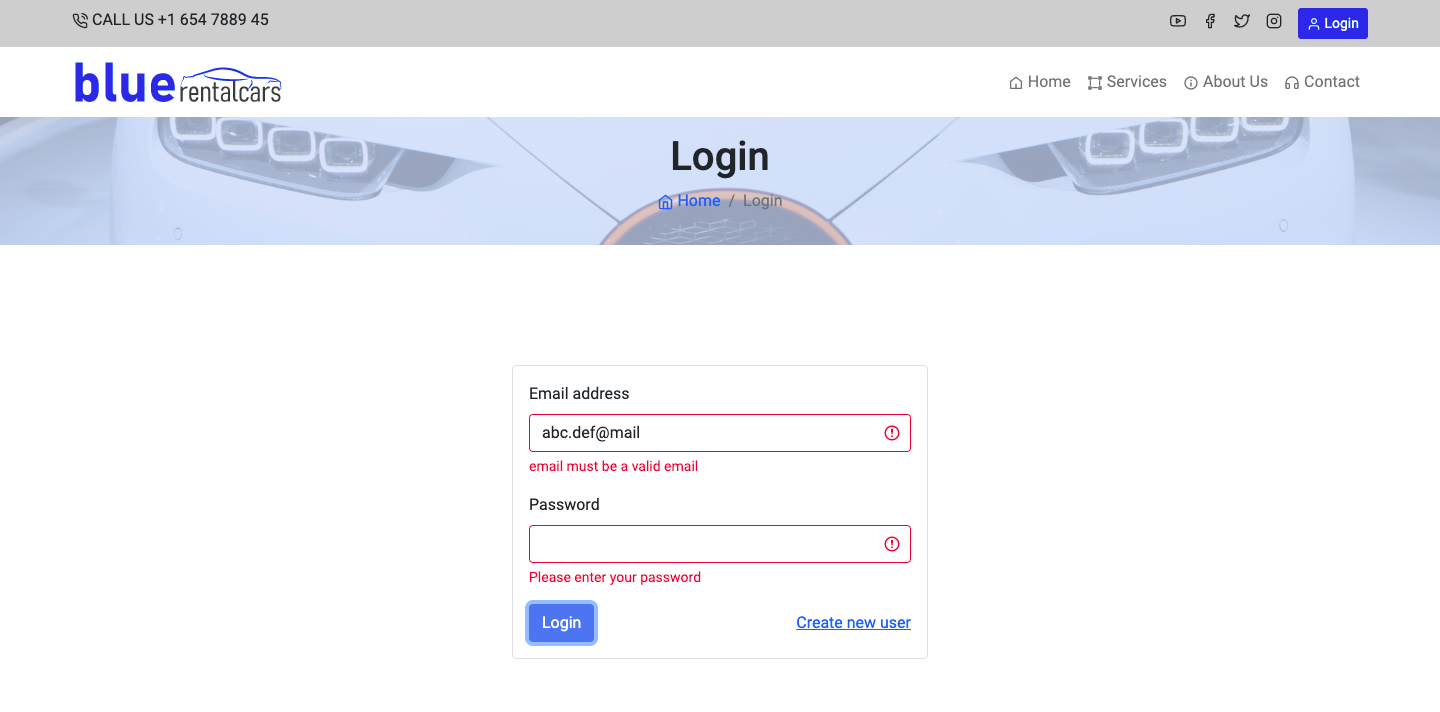 CALL US +1 654 7889 45
Login
blue rentalcars
Home Services About Us Contact
Login
Home / Login
Email address
abc.def@mail
email must be a valid email
Password
Please enter your password
Login Create new user